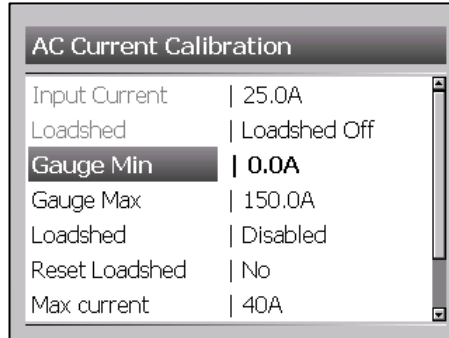 AC Current Calibration
Input Current | 25.0A
Loadshed | Loadshed Off
Gauge Min | 0.0A
Gauge Max | 150.0A
Loadshed | Disabled
Reset Loadshed | No
Max current | 40A